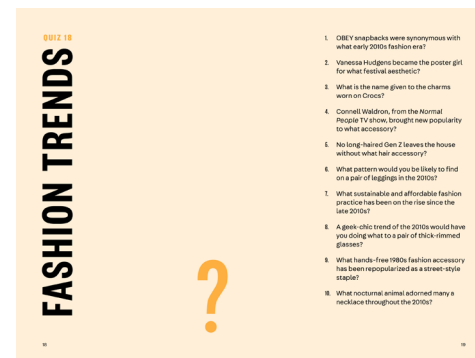 QUIZ 18
FASHION TRENDS
?
1. OBEY snapbacks were synonymous with
what early 2010s fashion era?
2. Vanessa Hudgens became the poster girl
for what festival aesthetic?
3. What is the name given to the charms
worn on Crocs?
4. Connell Waldron, from the Normal
People TV show, brought new popularity
to what accessory?
5. No long-haired Gen Z leaves the house
without what hair accessory?
6. What pattern would you be likely to find
on a pair of leggings in the 2010s?
7. What sustainable and affordable fashion
practice has been on the rise since the
late 2010s?
8. A geek-chic trend of the 2010s would have
you doing what to a pair of thick-rimmed
glasses?
9. What hands-free 1980s fashion accessory
has been repopularized as a street-style
staple?
10. What nocturnal animal adorned many a
necklace throughout the 2010s?